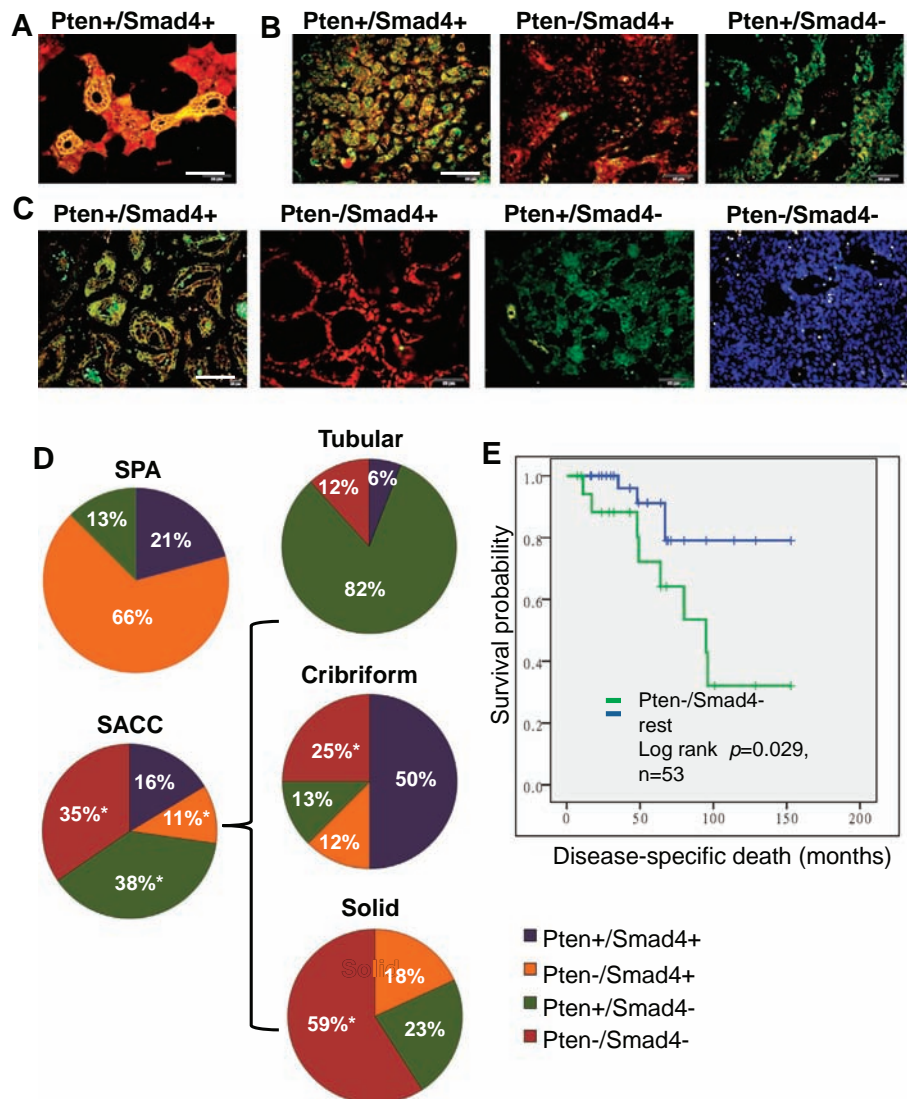 A
Pten+/Smad4+
B
Pten+/Smad4+
Pten-/Smad4+
Pten+/Smad4-
C
Pten+/Smad4+
Pten-/Smad4+
Pten+/Smad4-
Pten-/Smad4-
D
SPA
13%
21%
66%
SACC
16%
35%*
11%*
38%*
Tubular
12%
6%
82%
Cribriform
25%*
50%
13%
12%
Solid
Solid
18%
59%*
23%
E
Survival probability
1.0
0.8
0.6
0.4
0.2
0.0
Pten-/Smad4-
rest
Log rank p=0.029,
n=53
0 50 100 150 200
Disease-specific death (months)
Pten+/Smad4+
Pten-/Smad4+
Pten+/Smad4-
Pten-/Smad4-